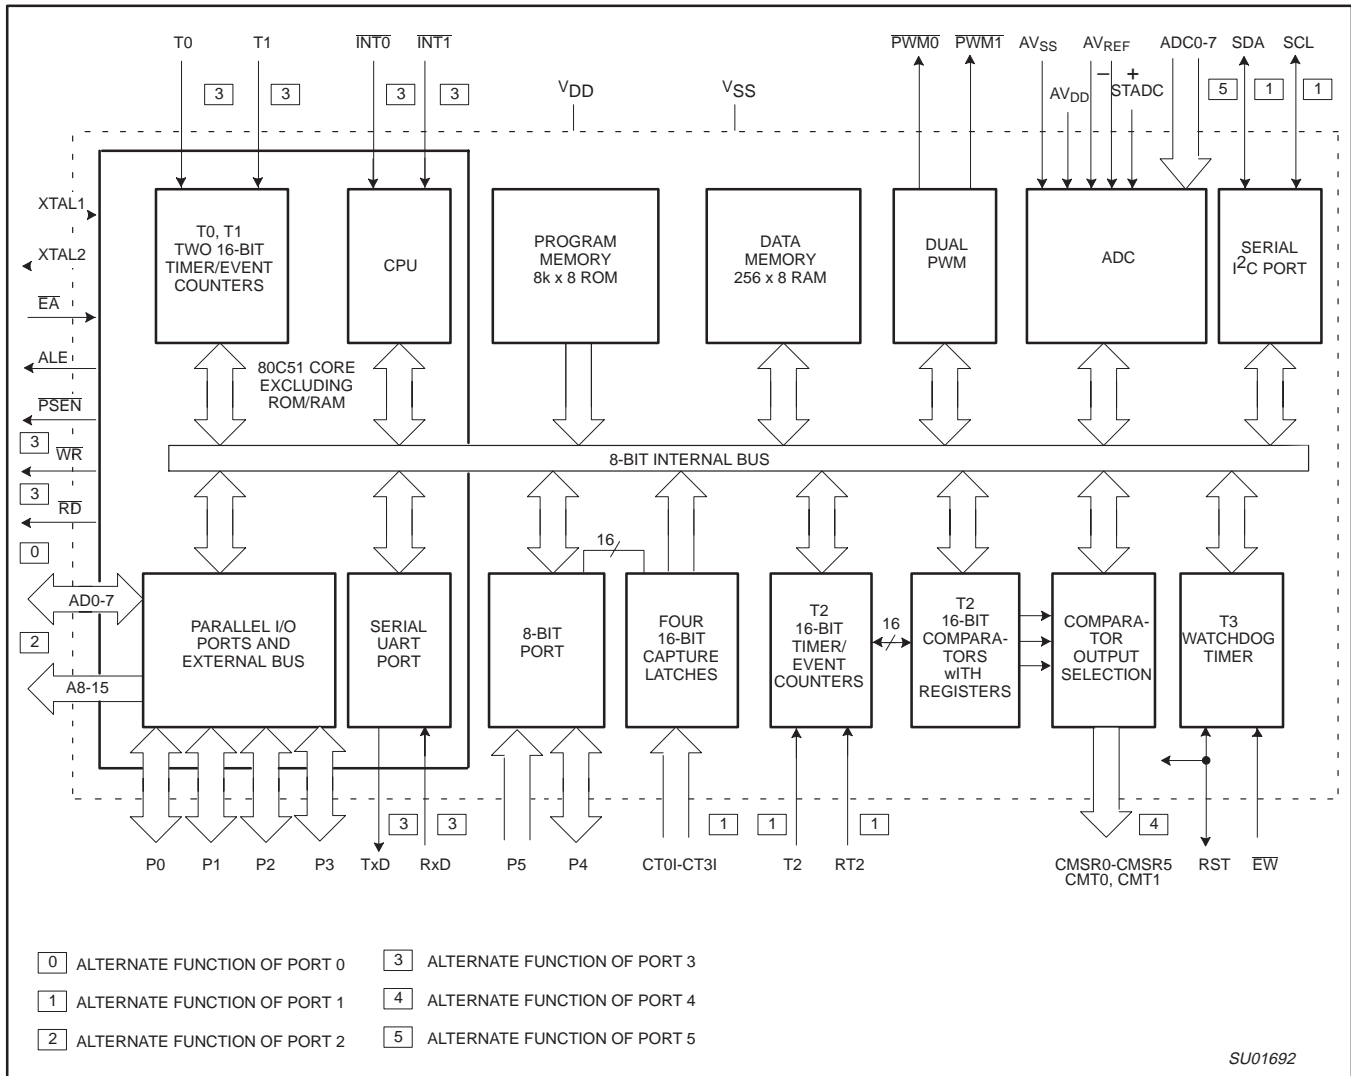 T0 T1 INT0 INT1 PWM0 PWM1 AVSS AVREF ADC0-7 SDA SCL
− +
3 3 3 3 VDD VSS AVDD STADC 5 1 1
XTAL1
XTAL2
EA
ALE
PSEN
3
WR
3
RD
0
AD0-7
2
A8-15
T0, T1
TWO 16-BIT
TIMER/EVENT
COUNTERS
CPU
PROGRAM
MEMORY
8k x 8 ROM
DATA
MEMORY
256 x 8 RAM
DUAL
PWM
ADC
SERIAL
I2C PORT
80C51 CORE
EXCLUDING
ROM/RAM
8-BIT INTERNAL BUS
16
16
PARALLEL I/O
PORTS AND
EXTERNAL BUS
SERIAL
UART
PORT
8-BIT
PORT
FOUR
16-BIT
CAPTURE
LATCHES
T2
16-BIT
TIMER/
EVENT
COUNTERS
T2
16-BIT
COMPARA-
TORS
wITH
REGISTERS
COMPARA-
TOR
OUTPUT
SELECTION
T3
WATCHDOG
TIMER
3 3 1 1 1 4
P0 P1 P2 P3 TxD RxD P5 P4 CT0I-CT3I T2 RT2 CMSR0-CMSR5 RST EW
CMT0, CMT1
0 ALTERNATE FUNCTION OF PORT 0
3 ALTERNATE FUNCTION OF PORT 3
1 ALTERNATE FUNCTION OF PORT 1
4 ALTERNATE FUNCTION OF PORT 4
2 ALTERNATE FUNCTION OF PORT 2
5 ALTERNATE FUNCTION OF PORT 5
SU01692